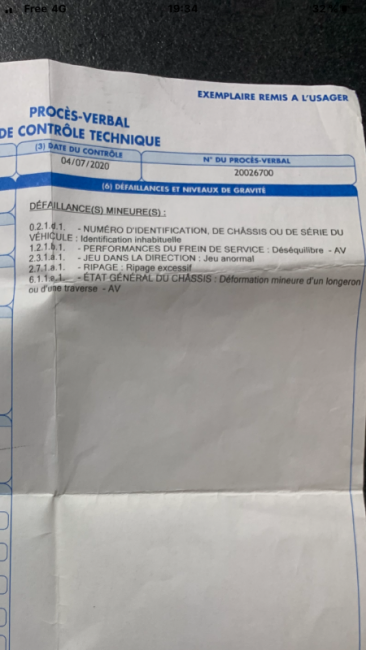 Free 4G
19:34
EXEMPLAIRE REMIS A L'USAGER
PROCÈS-VERBAL
DE CONTRÔLE TECHNIQUE
(3) DATE DU CONTRÔLE
04/07/2020
N° DU PROCÈS-VERBAL
20026700
(6) DÉFAILLANCES ET NIVEAUX DE GRAVITÉ
DÉFAILLANCE(S) MINEURE(S) :
0.2.1.d.1. - NUMÉRO D'IDENTIFICATION, DE CHÂSSIS OU DE SÉRIE DU
VÉHICULE : Identification inhabituelle
1.2.1.b.1. - PERFORMANCES DU FREIN DE SERVICE : Déséquilibre - AV
2.3.1.a.1. - JEU DANS LA DIRECTION : Jeu anormal
2.7.1.a.1. - RIPAGE : Ripage excessif
6.1.1.a.1. - ÉTAT GÉNÉRAL DU CHÂSSIS : Déformation mineure d'un longeron
ou d'une traverse - AV